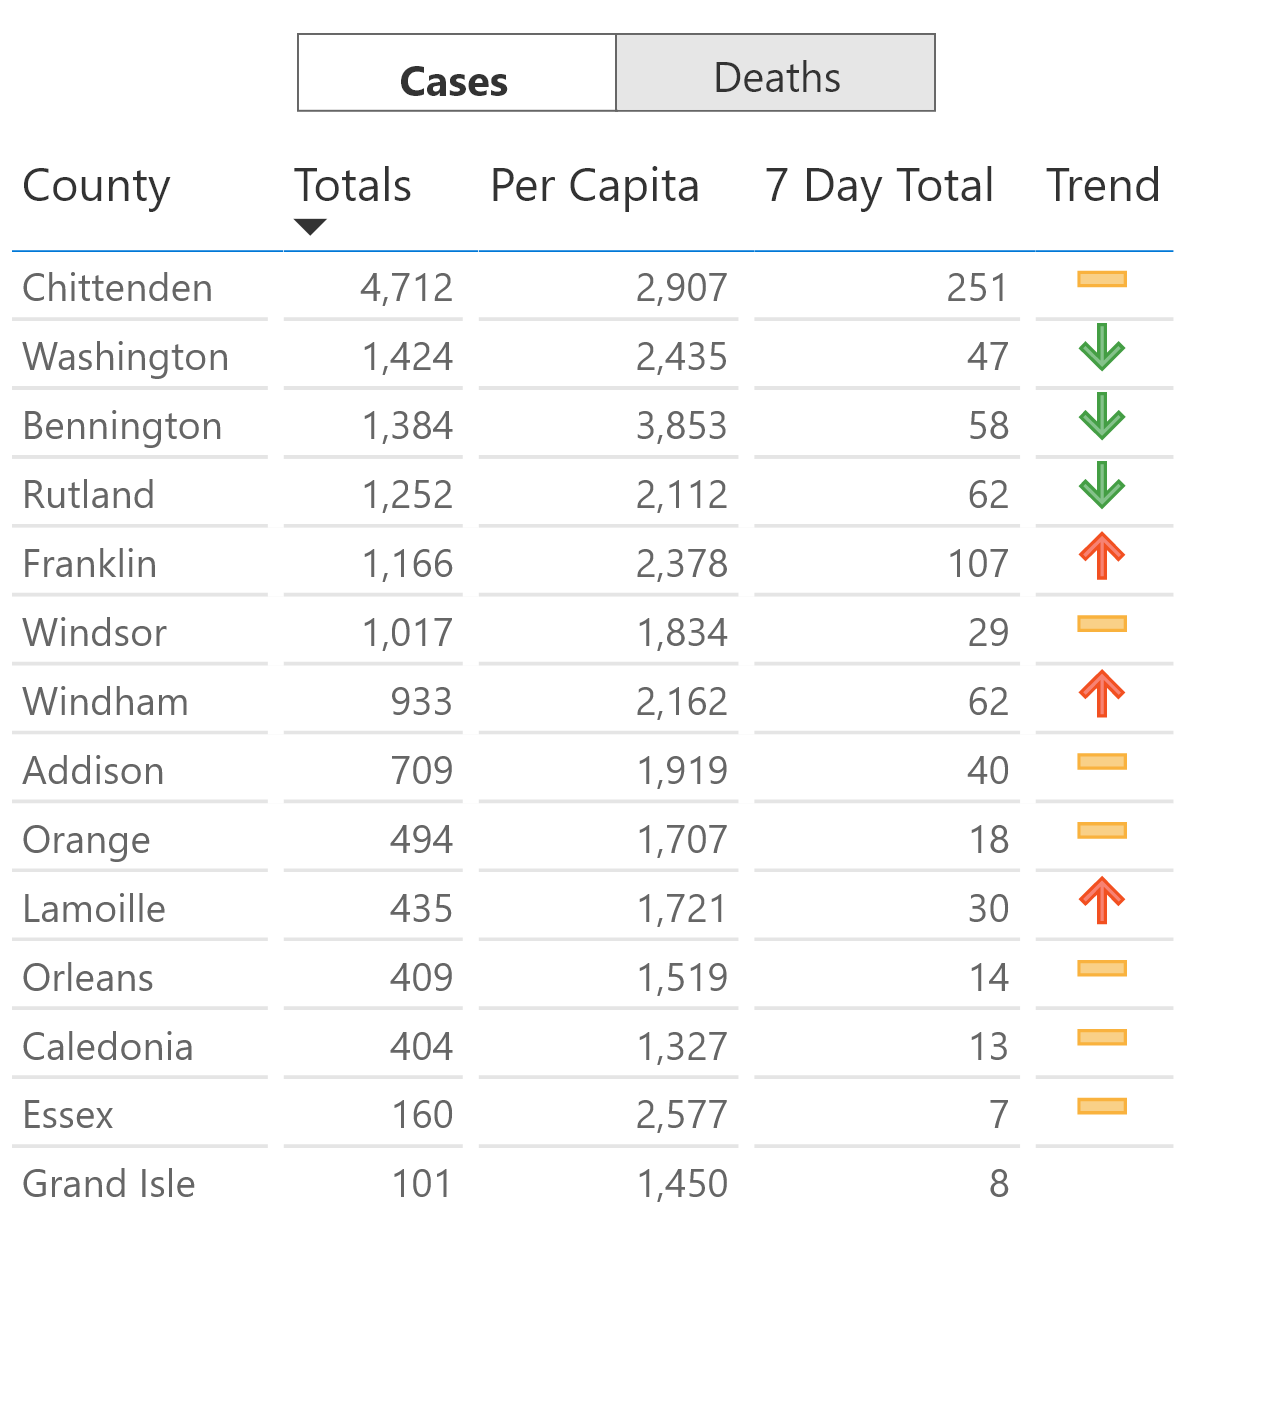 Cases Deaths
County Totals Per Capita 7 Day Total Trend
Chittenden 4,712 2,907 251
Washington 1,424 2,435 47
Bennington 1,384 3,853 58
Rutland 1,252 2,112 62
Franklin 1,166 2,378 107
Windsor 1,017 1,834 29
Windham 933 2,162 62
Addison 709 1,919 40
Orange 494 1,707 18
Lamoille 435 1,721 30
Orleans 409 1,519 14
Caledonia 404 1,327 13
Essex 160 2,577 7
Grand Isle 101 1,450 8